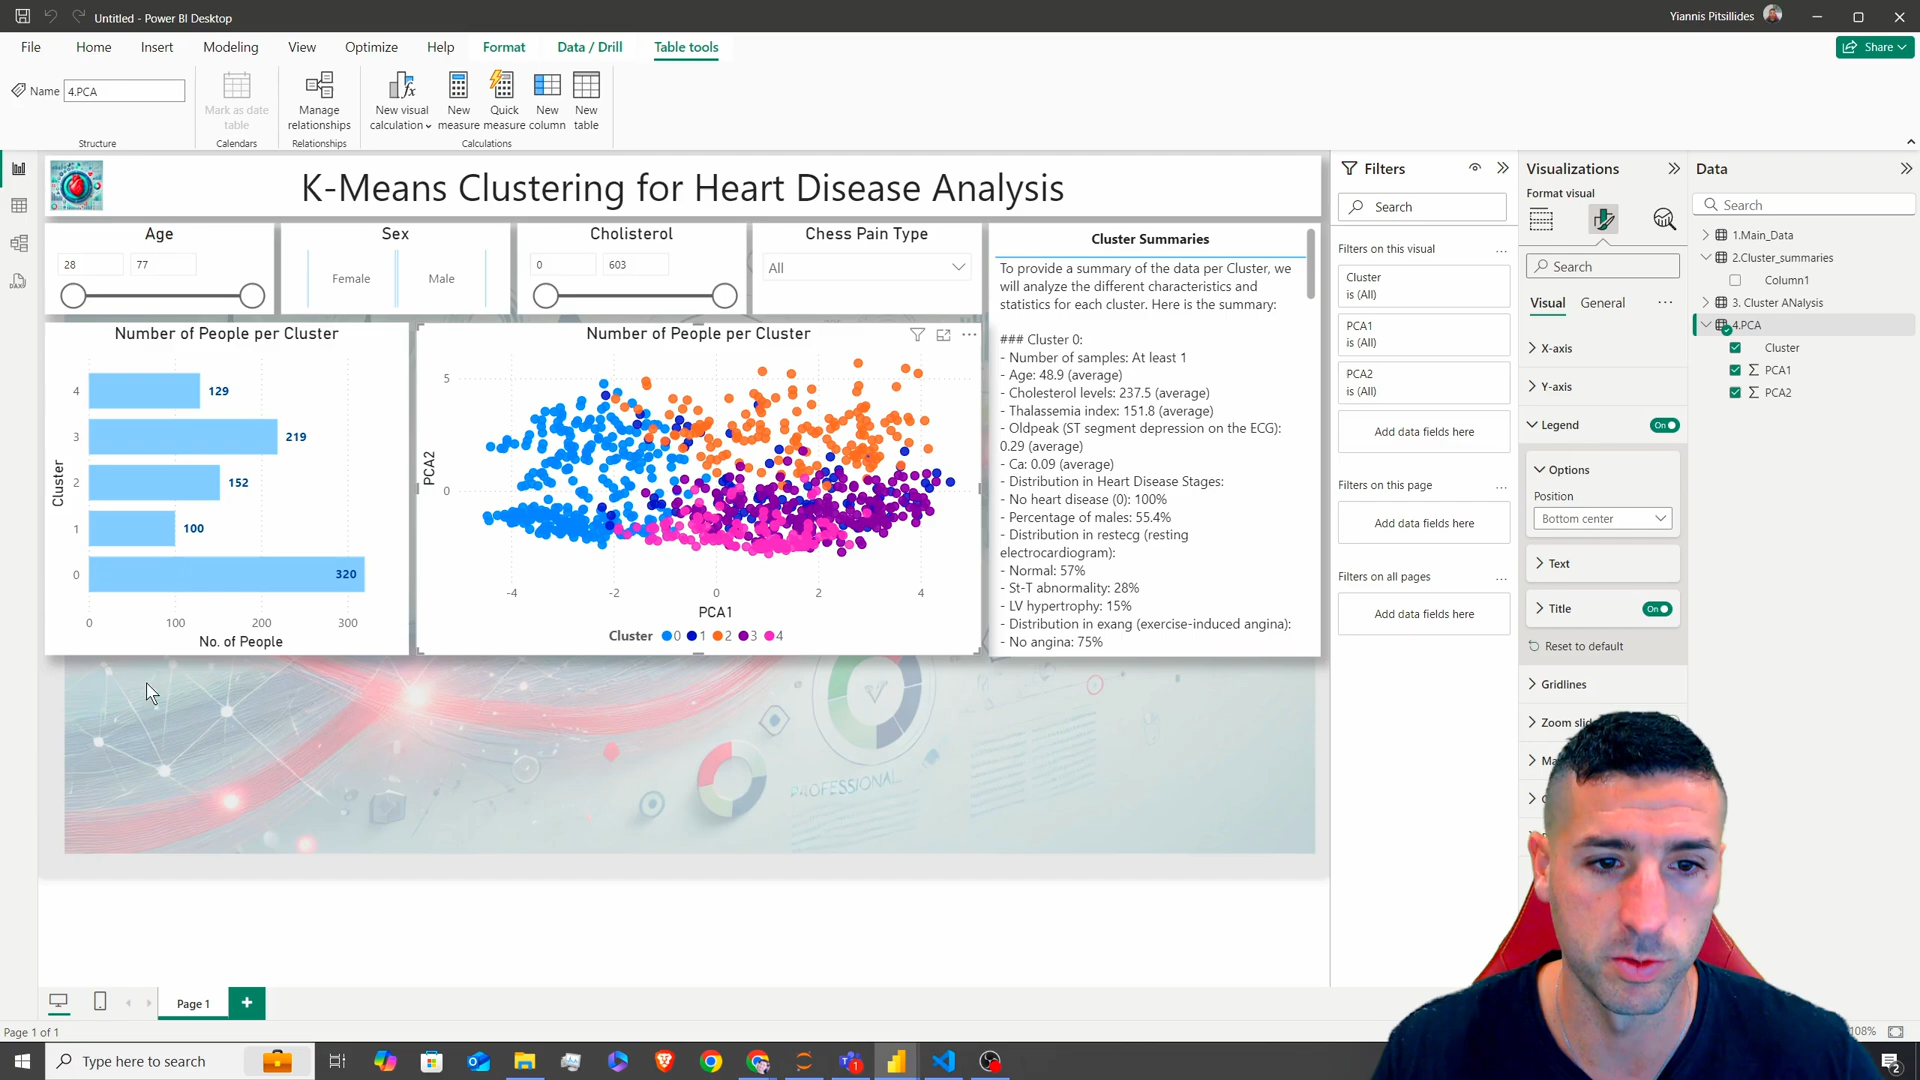 Untitled - Power BI Desktop
Yiannis Pitsillides
File
Home
Insert
Modeling
View
Optimize
Help
Format
Data / Drill
Table tools
Share
Name
4.PCA
Mark as date
table
Manage
relationships
New visual
calculation
New
measure
Quick
measure
New
column
New
table
Structure
Calendars
Relationships
Calculations
K-Means Clustering for Heart Disease Analysis
Age
28
77
Sex
Female
Male
Cholisterol
0
603
Chess Pain Type
All
Number of People per Cluster
Cluster
4
129
3
219
2
152
1
100
0
320
0
100
200
300
No. of People
Number of People per Cluster
PCA2
5
0
-4
-2
0
2
4
PCA1
Cluster 0 1 2 3 4
Cluster Summaries
To provide a summary of the data per Cluster, we
will analyze the different characteristics and
statistics for each cluster. Here is the summary:
### Cluster 0:
- Number of samples: At least 1
- Age: 48.9 (average)
- Cholesterol levels: 237.5 (average)
- Thalassemia index: 151.8 (average)
- Oldpeak (ST segment depression on the ECG):
0.29 (average)
- Ca: 0.09 (average)
- Distribution in Heart Disease Stages:
- No heart disease (0): 100%
- Percentage of males: 55.4%
- Distribution in restecg (resting
electrocardiogram):
- Normal: 57%
- St-T abnormality: 28%
- LV hypertrophy: 15%
- Distribution in exang (exercise-induced angina):
- No angina: 75%
PROFESSIONAL
Filters
Search
Filters on this visual
...
Cluster
is (All)
PCA1
is (All)
PCA2
is (All)
Add data fields here
Filters on this page
...
Add data fields here
Filters on all pages
...
Add data fields here
Visualizations
Format visual
Search
Visual
General
...
X-axis
Y-axis
Legend
On
Options
Position
Bottom center
Text
Title
On
Reset to default
Gridlines
Zoom
Data
Search
1.Main_Data
2.Cluster_summaries
Column1
3. Cluster ANalysis
4.PCA
Cluster
PCA1
PCA2
Page 1
Page 1 of 1
108%
Type here to search
1
2